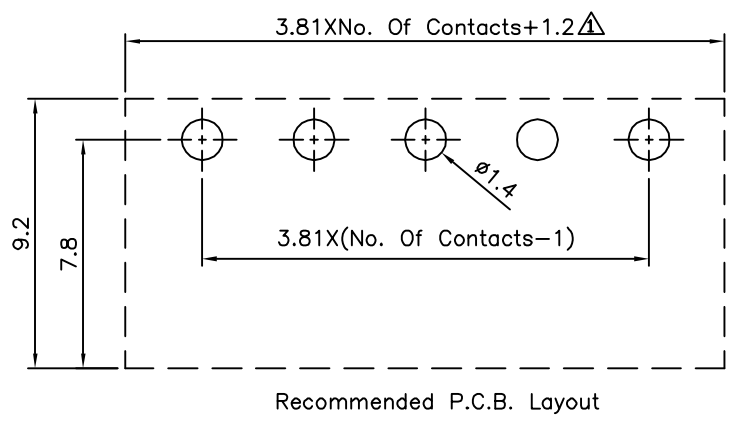 3.81XNo. Of Contacts+1.2 1
ø1.4
9.2
7.8
3.81X(No. Of Contacts-1)
Recommended P.C.B. Layout